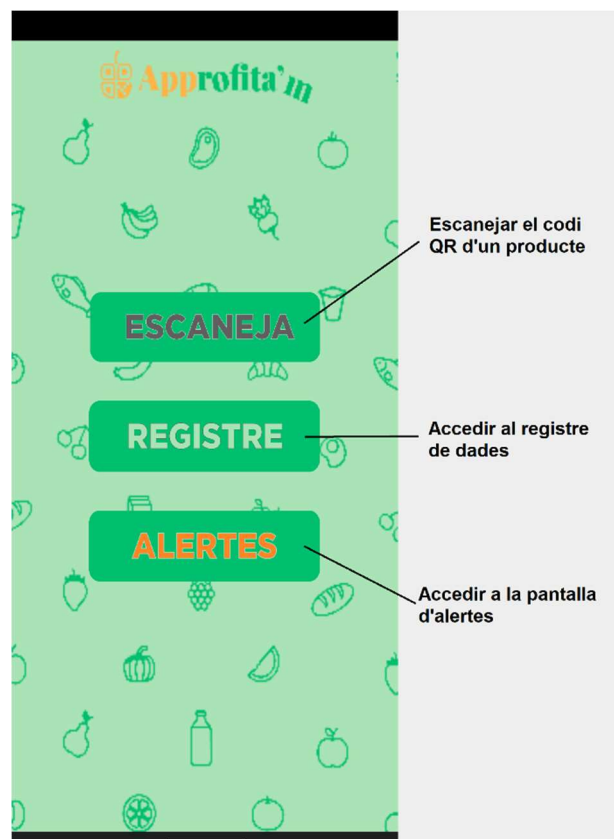 Approfita'm
Escanejar el codi
QR d'un producte
ESCANEJA
REGISTRE
Accedir al registre
de dades
ALERTES
Accedir a la pantalla
d'alertes